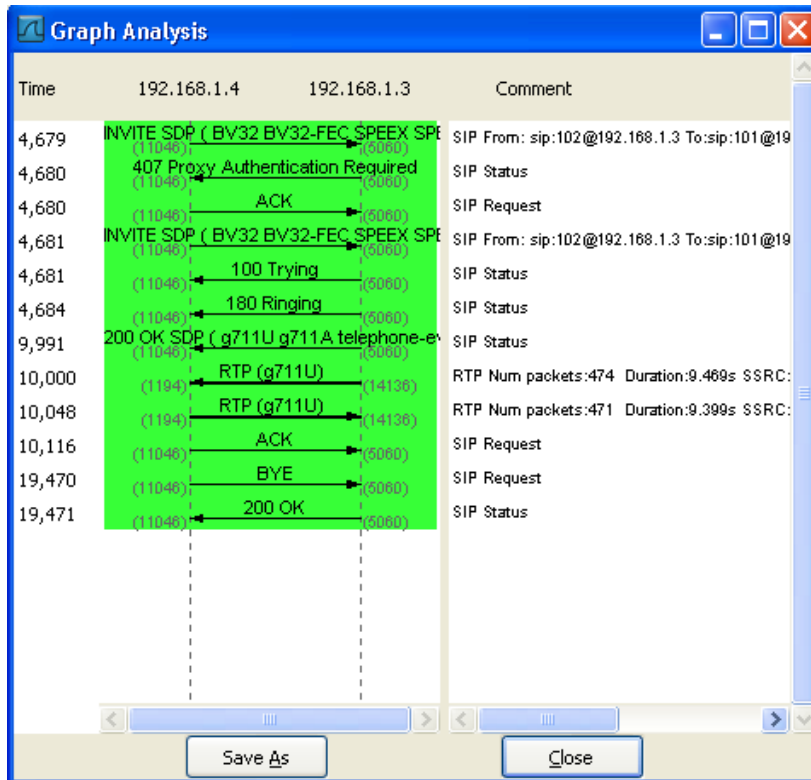 Graph Analysis
Time 192.168.1.4 192.168.1.3 Comment
4,679 INVITE SDP ( BV32 BV32-FEC SPEEX SPE SIP From: sip:102@192.168.1.3 To:sip:101@19
(11046) (5060)
4,680 407 Proxy Authentication Required SIP Status
(11046) (5060)
4,680 ACK SIP Request
(11046) (5060)
4,681 INVITE SDP ( BV32 BV32-FEC SPEEX SPE SIP From: sip:102@192.168.1.3 To:sip:101@19
(11046) (5060)
4,681 100 Trying SIP Status
(11046) (5060)
4,684 180 Ringing SIP Status
(11046) (5060)
9,991 200 OK SDP ( g711U g711A telephone-ev SIP Status
(11046) (5060)
10,000 RTP (g711U) RTP Num packets:474 Duration:9.469s SSRC:
(1194) (14136)
10,048 RTP (g711U) RTP Num packets:471 Duration:9.399s SSRC:
(1194) (14136)
10,116 ACK SIP Request
(11046) (5060)
19,470 BYE SIP Request
(11046) (5060)
19,471 200 OK SIP Status
(11046) (5060)
Save As Close